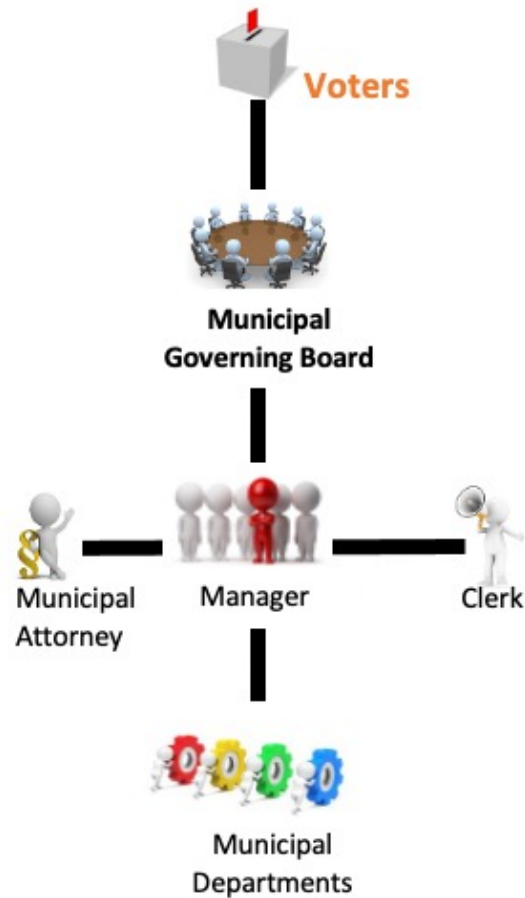 Voters
Municipal
Governing Board
Municipal
Attorney
Manager
Clerk
Municipal
Departments